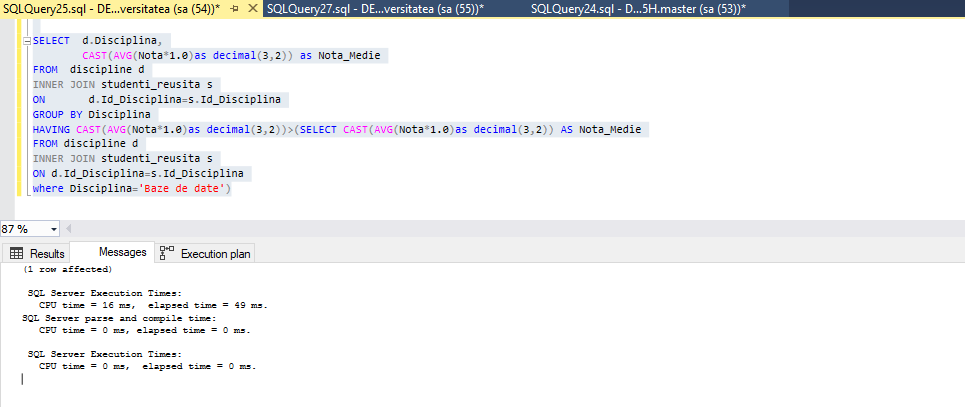 SQLQuery25.sql - DE...versitatea (sa (54))* SQLQuery27.sql - DE...versitatea (sa (55))* SQLQuery24.sql - D...5H.master (sa (53))*
SELECT d.Disciplina,
CAST(AVG(Nota*1.0)as decimal(3,2)) as Nota_Medie
FROM discipline d
INNER JOIN studenti_reusita s
ON d.Id_Disciplina=s.Id_Disciplina
GROUP BY Disciplina
HAVING CAST(AVG(Nota*1.0)as decimal(3,2))>(SELECT CAST(AVG(Nota*1.0)as decimal(3,2)) AS Nota_Medie
FROM discipline d
INNER JOIN studenti_reusita s
ON d.Id_Disciplina=s.Id_Disciplina
where Disciplina='Baze de date')
87 %
Results Messages Execution plan
(1 row affected)
SQL Server Execution Times:
CPU time = 16 ms, elapsed time = 49 ms.
SQL Server parse and compile time:
CPU time = 0 ms, elapsed time = 0 ms.
SQL Server Execution Times:
CPU time = 0 ms, elapsed time = 0 ms.